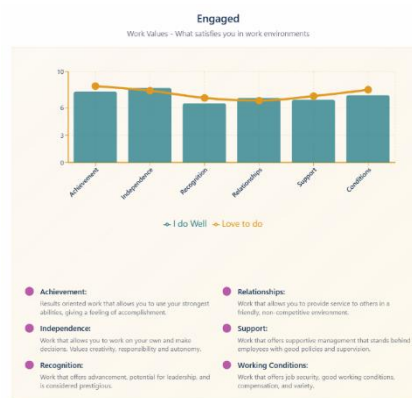 Engaged
Work Values - What satisfies you in work environments
10
6
3
0
Achievement
Independence
Recognition
Relationships
Support
Conditions
I do Well
Love to do
Achievement:
Results oriented work that allows you to use your strongest
abilities, giving a feeling of accomplishment.
Independence:
Work that allows you to work on your own and make
decisions. Values creativity, responsibility and autonomy.
Recognition:
Work that offers advancement, potential for leadership, and
is considered prestigious.
Relationships:
Work that allows you to provide service to others in a
friendly, non-competitive environment.
Support:
Work that offers supportive management that stands behind
employees with good policies and supervision.
Working Conditions:
Work that offers job security, good working conditions,
compensation, and variety.